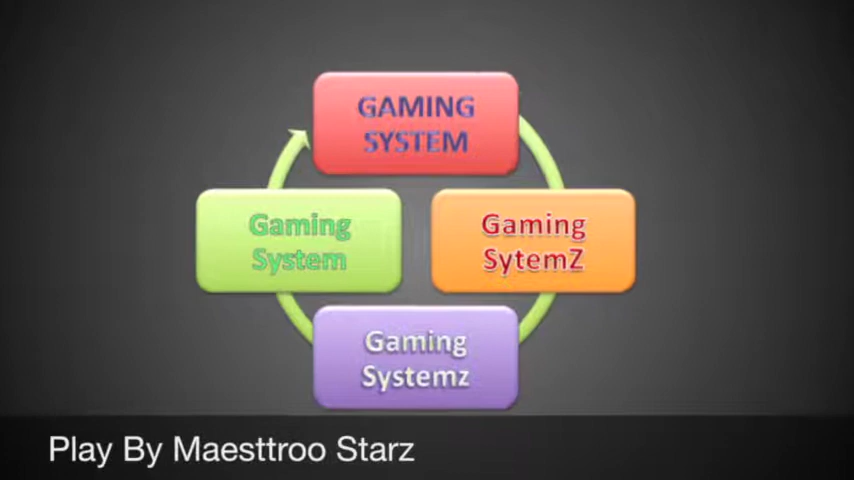 GAMING
SYSTEM
Gaming
System
Gaming
SytemZ
Gaming
Systemz
Play By Maesttroo Starz